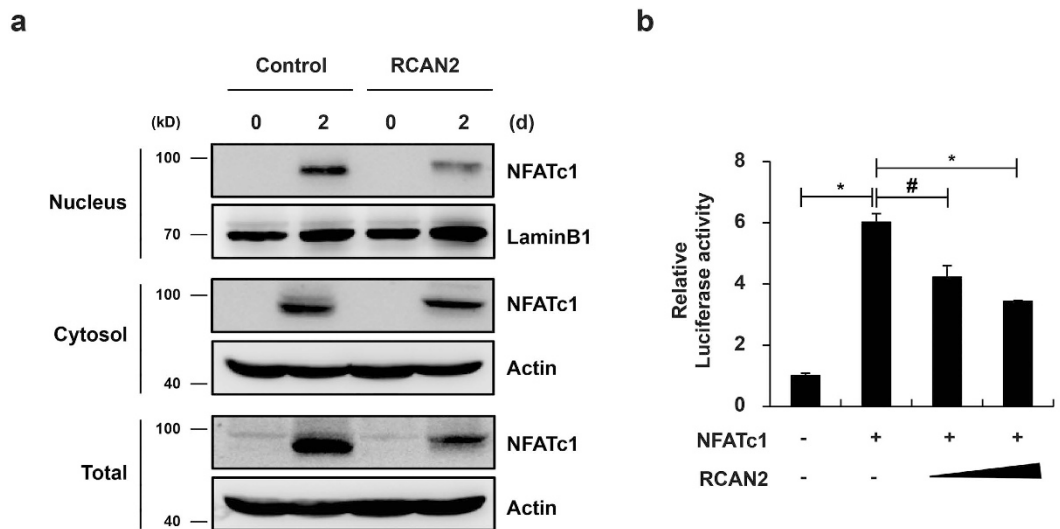 a
Control RCAN2
(kD) 0 2 0 2 (d)
Nucleus
100 NFATc1
70 LaminB1
Cytosol
100 NFATc1
40 Actin
Total
100 NFATc1
40 Actin
b
Relative
Luciferase activity
8
6
4
2
0
* # *
NFATc1 - + + +
RCAN2 - -